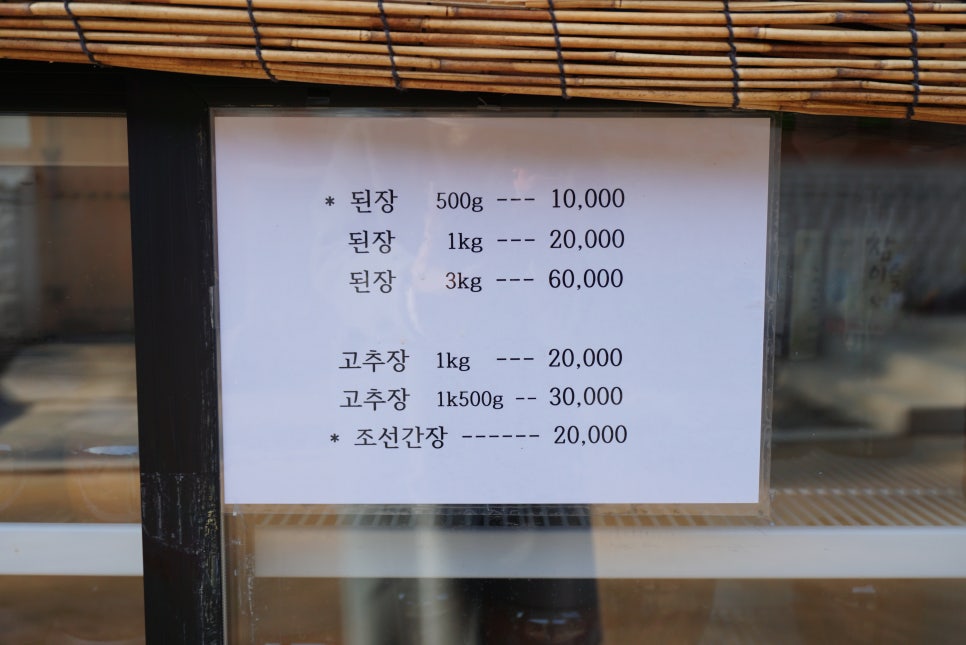 * 된장 500g --- 10,000
된장 1kg --- 20,000
된장 3kg --- 60,000
고추장 1kg --- 20,000
고추장 1k500g -- 30,000
* 조선간장 ------ 20,000